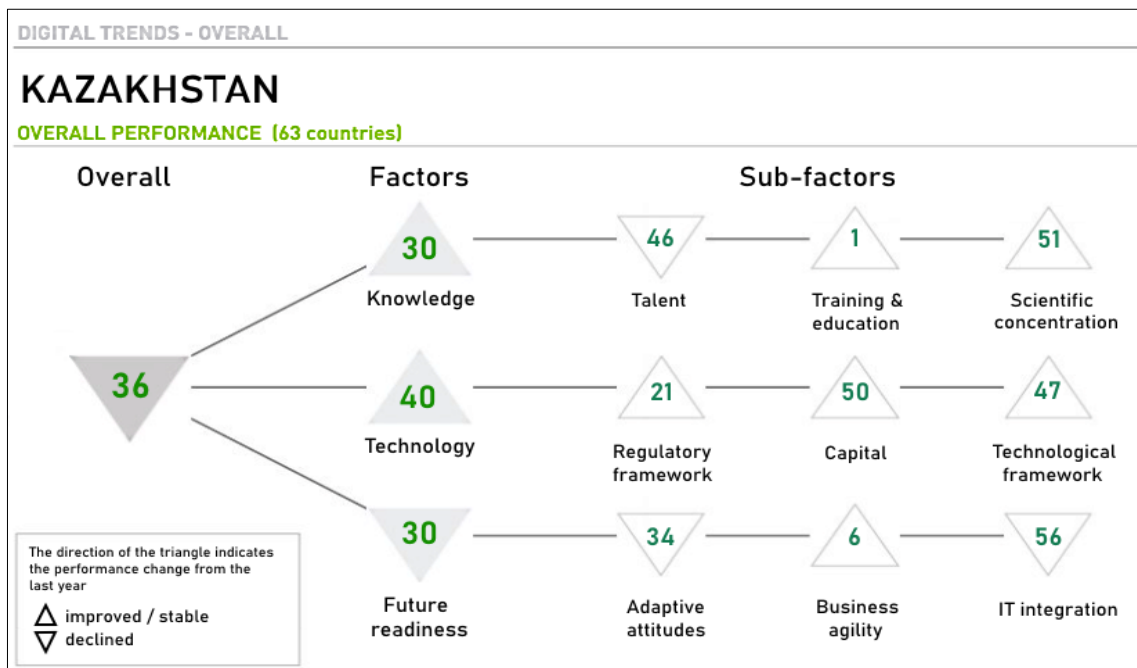 DIGITAL TRENDS - OVERALL
KAZAKHSTAN
OVERALL PERFORMANCE (63 countries)
Overall
Factors
Sub-factors
30
46
1
51
Knowledge
Talent
Training &
education
Scientific
concentration
36
40
21
50
47
Technology
Regulatory
framework
Capital
Technological
framework
30
34
6
56
Future
readiness
Adaptive
attitudes
Business
agility
IT integration
The direction of the triangle indicates
the performance change from the
last year
improved / stable
declined